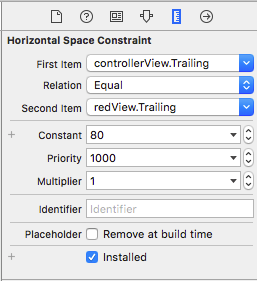 Horizontal Space Constraint
First Item controllerView.Trailing
Relation Equal
Second Item redView.Trailing
+ Constant 80
Priority 1000
Multiplier 1
Identifier Identifier
Placeholder Remove at build time
+ Installed